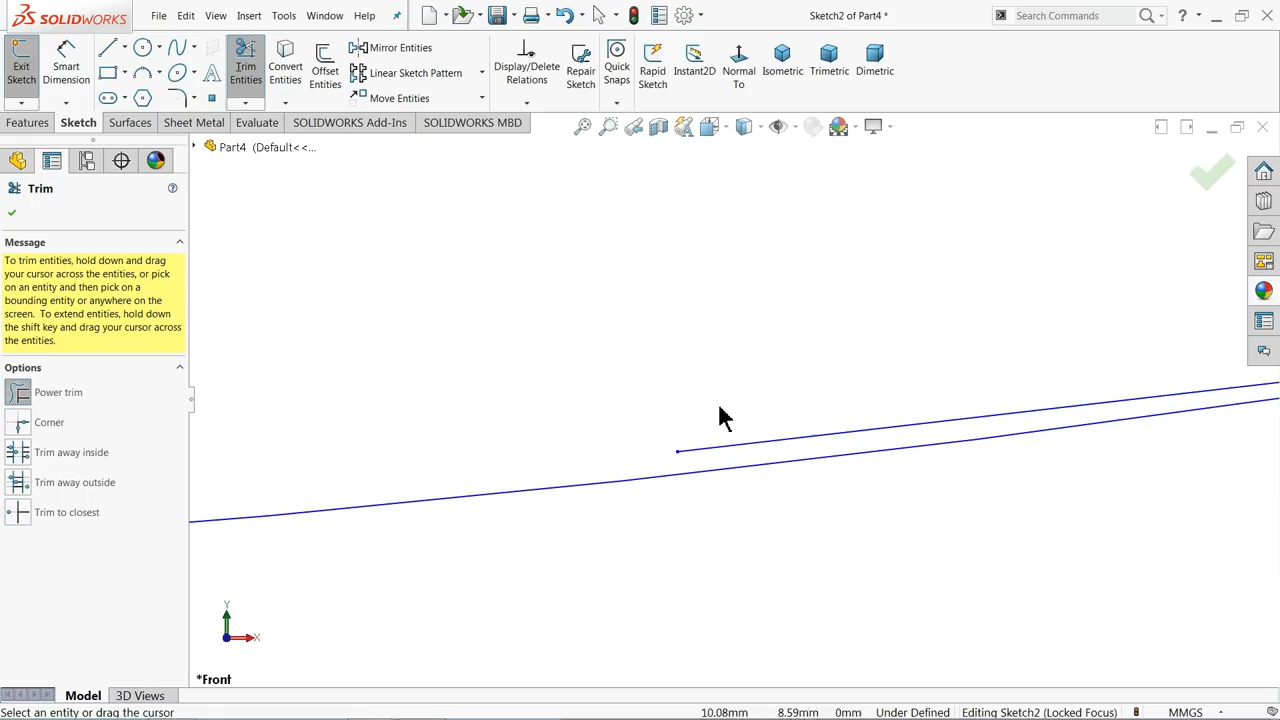 SOLIDWORKS
File
Edit
View
Insert
Tools
Window
Help
Sketch2 of Part4 *
Search Commands
?
Exit
Sketch
Smart
Dimension
Trim
Entities
Convert
Entities
Offset
Entities
Mirror Entities
Linear Sketch Pattern
Move Entities
Display/Delete
Relations
Repair
Sketch
Quick
Snaps
Rapid
Sketch
Instant2D
Normal
To
Isometric
Trimetric
Dimetric
Features
Sketch
Surfaces
Sheet Metal
Evaluate
SOLIDWORKS Add-Ins
SOLIDWORKS MBD
Part4 (Default<<...
Trim
Message
To trim entities, hold down and drag
your cursor across the entities, or pick
on an entity and then pick on a
bounding entity or anywhere on the
screen. To extend entities, hold down
the shift key and drag your cursor across
the entities.
Options
Power trim
Corner
Trim away inside
Trim away outside
Trim to closest
Y
X
*Front
Model
3D Views
Select an entity or drag the cursor
10.08mm
8.59mm
0mm
Under Defined
Editing Sketch2 (Locked Focus)
MMGS